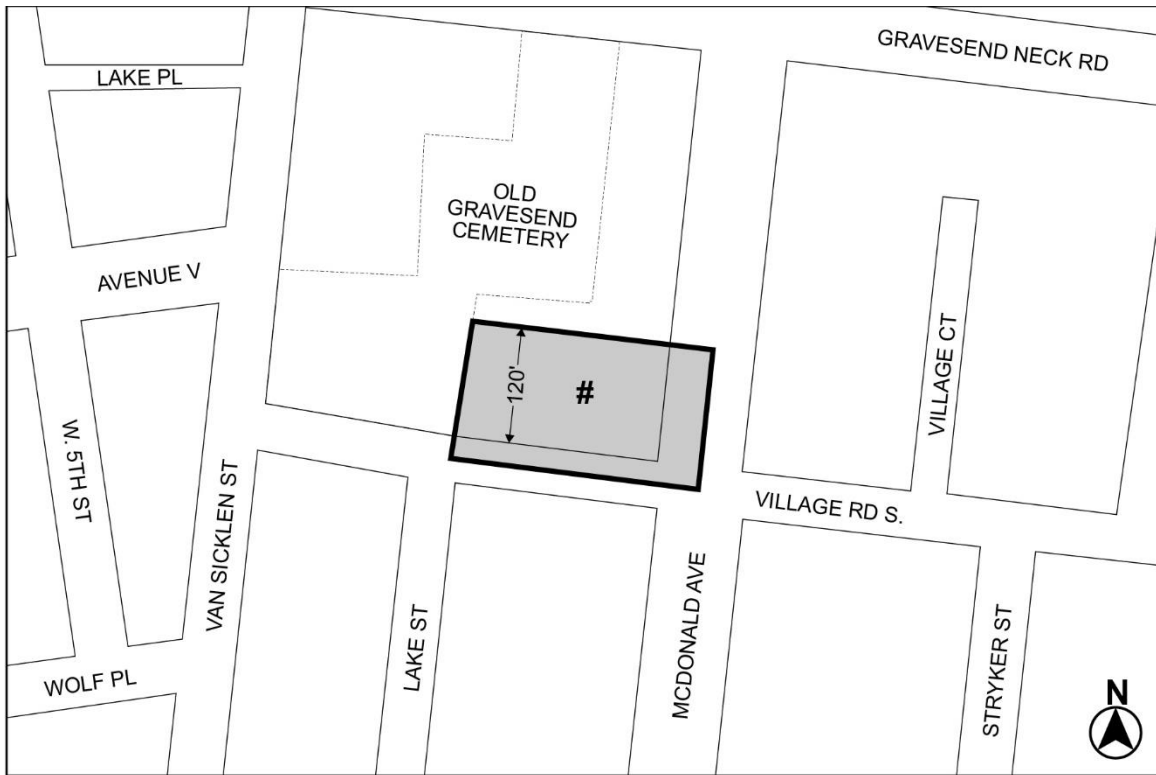 GRAVESEND NECK RD
LAKE PL
OLD
GRAVESEND
CEMETERY
AVENUE V
VILLAGE CT
120'
#
W. 5TH ST
VAN SICKLEN ST
VILLAGE RD S.
LAKE ST
MCDONALD AVE
STRYKER ST
WOLF PL
N